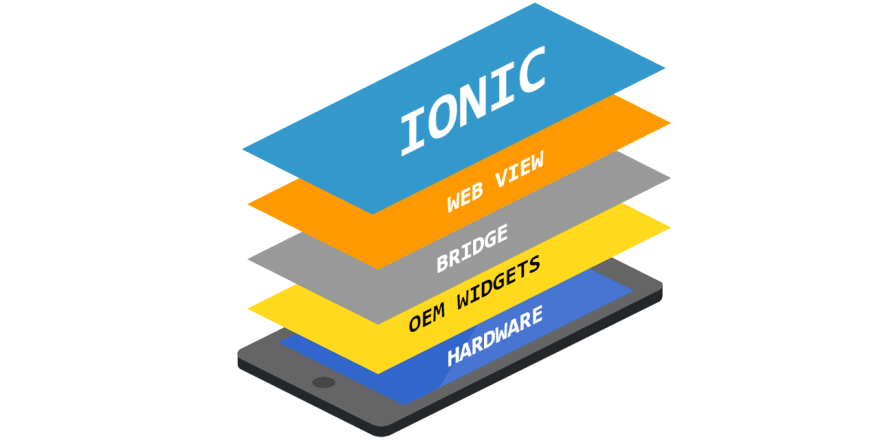 IONIC
WEB VIEW
BRIDGE
OEM WIDGETS
HARDWARE